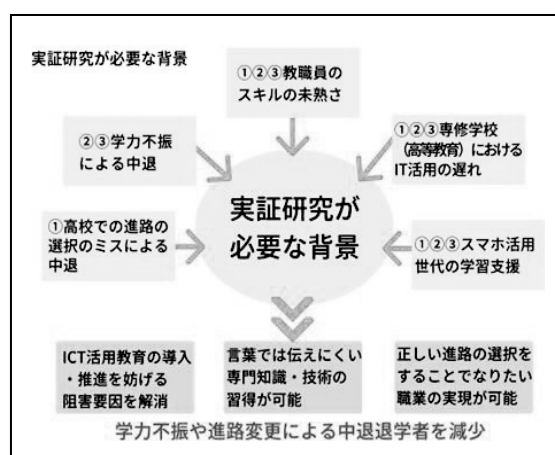 実証研究が必要な背景
①②③教職員の
スキルの未熟さ
②③学力不振
による中退
①②③専修学校
（高等教育）における
IT活用の遅れ
実証研究が
必要な背景
①高校での進路の
選択のミスによる
中退
①②③スマホ活用
世代の学習支援
ICT活用教育の導入
・推進を妨げる
阻害要因を解消
言葉では伝えにくい
専門知識・技術の
習得が可能
正しい進路の選択を
することでなりたい
職業の実現が可能
学力不振や進路変更による中退退学者を減少